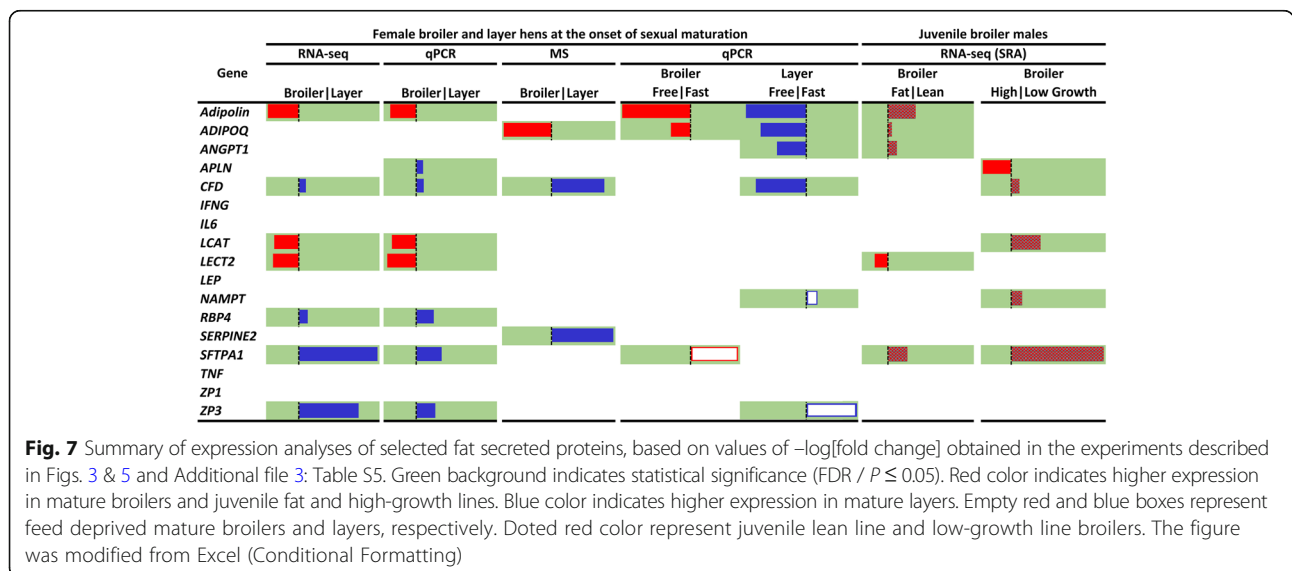 Female broiler and layer hens at the onset of sexual maturation Juvenile broiler males
RNA-seq qPCR MS qPCR RNA-seq (SRA)
Gene Broiler Layer Broiler Broiler
Broiler|Layer Broiler|Layer Broiler|Layer Free|Fast Free|Fast Fat|Lean High|Low Growth
Adipolin
ADIPOQ
ANGPT1
APLN
CFD
IFNG
IL6
LCAT
LECT2
LEP
NAMPT
RBP4
SERPINE2
SFTPA1
TNF
ZP1
ZP3
Fig. 7 Summary of expression analyses of selected fat secreted proteins, based on values of –log[fold change] obtained in the experiments described
in Figs. 3 & 5 and Additional file 3: Table S5. Green background indicates statistical significance (FDR / P ≤ 0.05). Red color indicates higher expression
in mature broilers and juvenile fat and high-growth lines. Blue color indicates higher expression in mature layers. Empty red and blue boxes represent
feed deprived mature broilers and layers, respectively. Doted red color represent juvenile lean line and low-growth line broilers. The figure
was modified from Excel (Conditional Formatting)